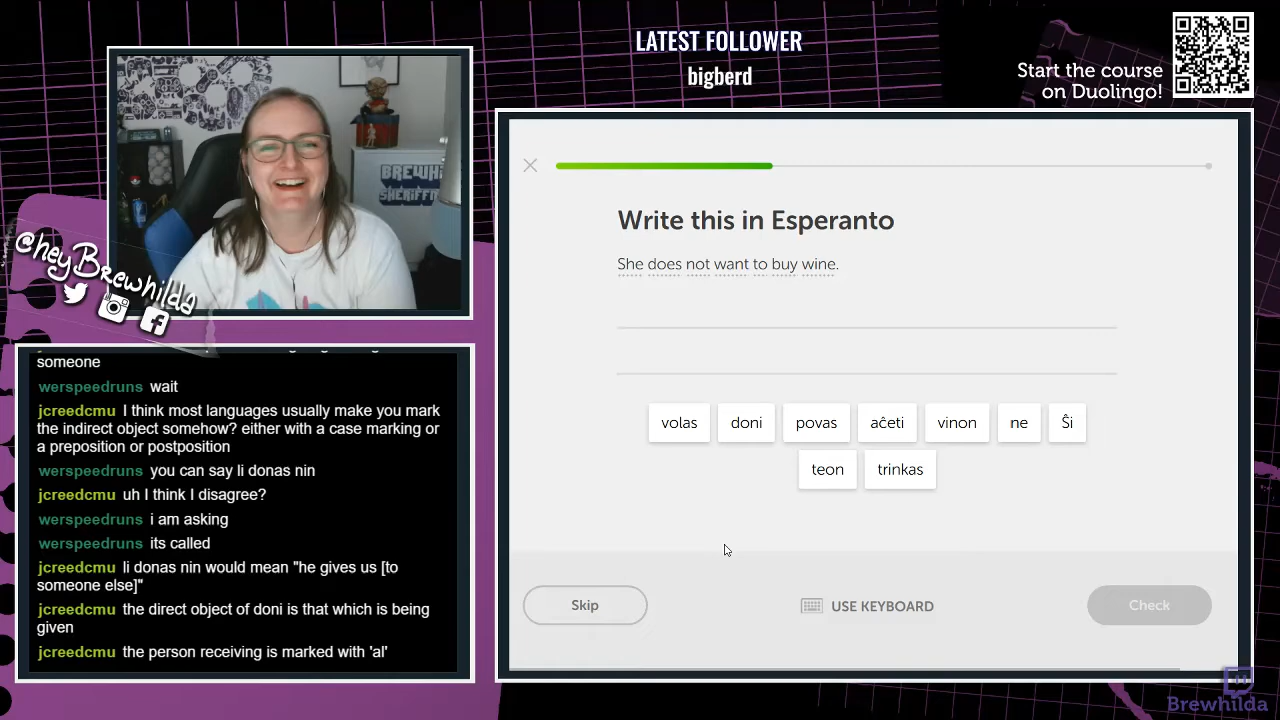 LATEST FOLLOWER
bigberd
Start the course
on Duolingo!
BREWHI
SHERIFFM
@heyBrewhilda
Write this in Esperanto
She does not want to buy wine.
volas doni povas aĉeti vinon ne Ŝi
teon trinkas
Skip
USE KEYBOARD
Check
someone
werspeedruns wait
jcreedcmu I think most languages usually make you mark
the indirect object somehow? either with a case marking or
a preposition or postposition
werspeedruns you can say li donas nin
jcreedcmu uh I think I disagree?
werspeedruns i am asking
werspeedruns its called
jcreedcmu li donas nin would mean "he gives us [to
someone else]"
jcreedcmu the direct object of doni is that which is being
given
jcreedcmu the person receiving is marked with 'al'
Brewhilda